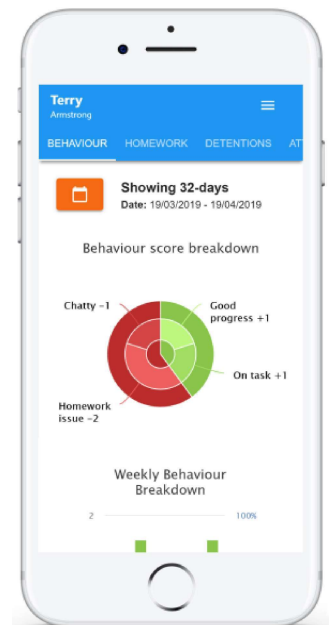 Terry
Armstrong
BEHAVIOUR HOMEWORK DETENTIONS AT
Showing 32-days
Date: 19/03/2019 - 19/04/2019
Behaviour score breakdown
Chatty -1
Good
progress +1
On task +1
Homework
issue -2
Weekly Behaviour
Breakdown
2 100%